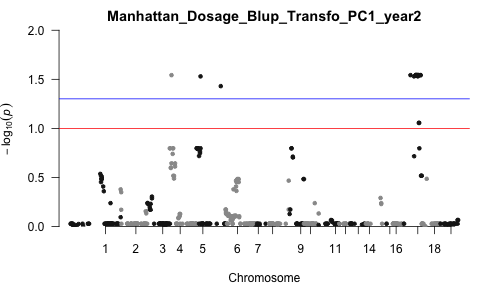 Manhattan_Dosage_Blup_Transfo_PC1_year2
2.0
1.5
1.0
0.5
0.0
− log10(p)
1 2 3 4 5 6 7 9 11 14 16 18
Chromosome